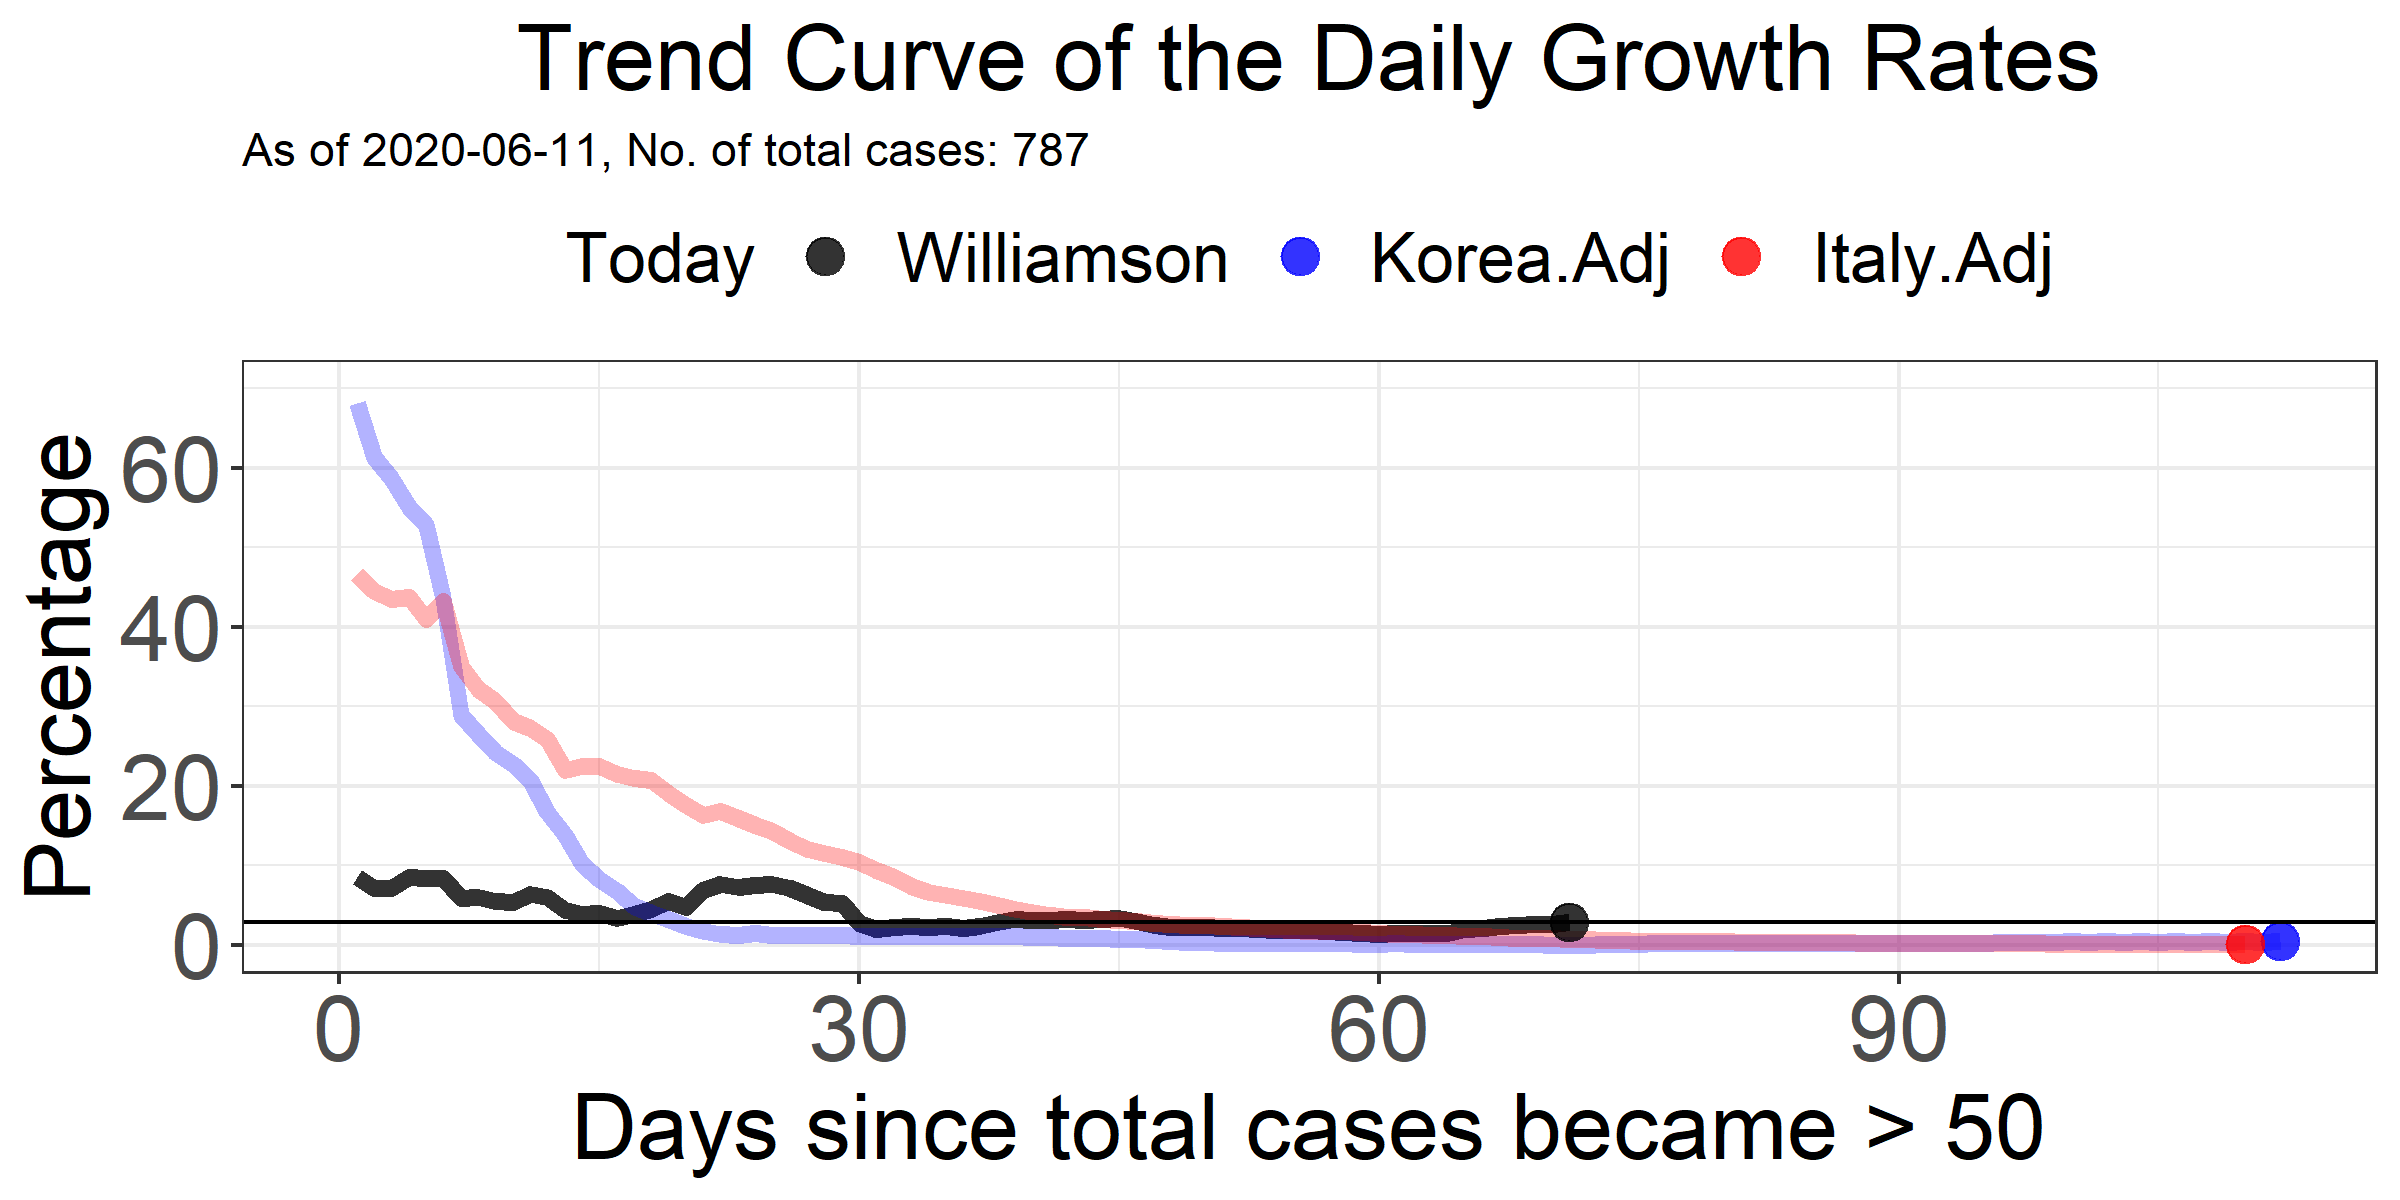 Trend Curve of the Daily Growth Rates
As of 2020-06-11, No. of total cases: 787
Today Williamson Korea.Adj Italy.Adj
Percentage
60
40
20
0
0 30 60 90
Days since total cases became > 50